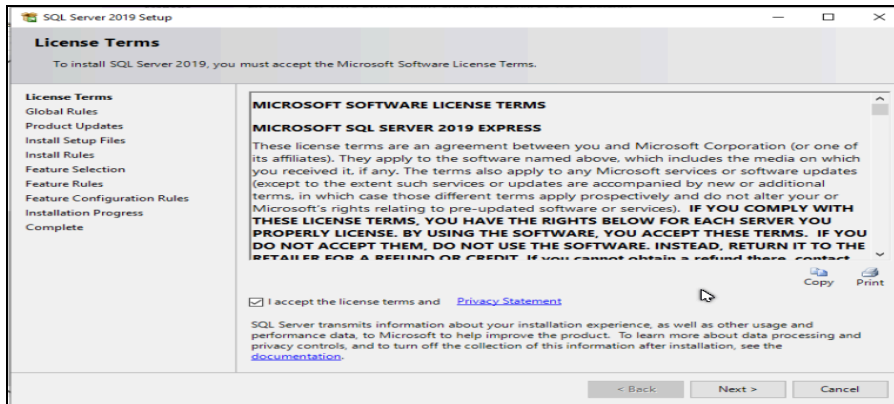 SQL Server 2019 Setup
License Terms
To install SQL Server 2019, you must accept the Microsoft Software License Terms.
License Terms
Global Rules
Product Updates
Install Setup Files
Install Rules
Feature Selection
Feature Rules
Feature Configuration Rules
Installation Progress
Complete
MICROSOFT SOFTWARE LICENSE TERMS
MICROSOFT SQL SERVER 2019 EXPRESS
These license terms are an agreement between you and Microsoft Corporation (or one of
its affiliates). They apply to the software named above, which includes the media on which
you received it, if any. The terms also apply to any Microsoft services or software updates
(except to the extent such services or updates are accompanied by new or additional
terms, in which case those different terms apply prospectively and do not alter your or
Microsoft's rights relating to pre-updated software or services). IF YOU COMPLY WITH
THESE LICENSE TERMS, YOU HAVE THE RIGHTS BELOW FOR EACH SERVER YOU
PROPERLY LICENSE. BY USING THE SOFTWARE, YOU ACCEPT THESE TERMS. IF YOU
DO NOT ACCEPT THEM, DO NOT USE THE SOFTWARE. INSTEAD, RETURN IT TO THE
RETAILER FOR A REFUND OR CREDIT. If you cannot obtain a refund there, contact
Copy Print
I accept the license terms and Privacy Statement
SQL Server transmits information about your installation experience, as well as other usage and
performance data, to Microsoft to help improve the product. To learn more about data processing and
privacy controls, and to turn off the collection of this information after installation, see the
documentation.
< Back Next > Cancel